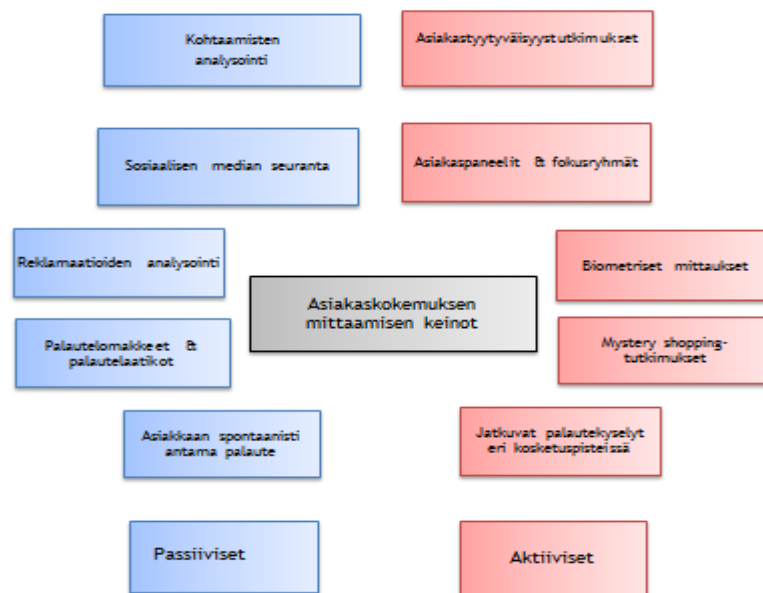 Kohtaamisten
analysointi
Asiakastyytyväisyystutkimukset
Sosiaalisen median seuranta
Asiakaspaneelit & fokusryhmät
Reklamaatioiden analysointi
Biometriset mittaukset
Asiakaskokemuksen
mittaamisen keinot
Palautelomakkeet &
palautelaatikot
Mystery shopping-
tutkimukset
Asiakkaan spontaanisti
antama palaute
Jatkuvat palautekyselyt
eri kosketuspisteissä
Passiiviset
Aktiiviset